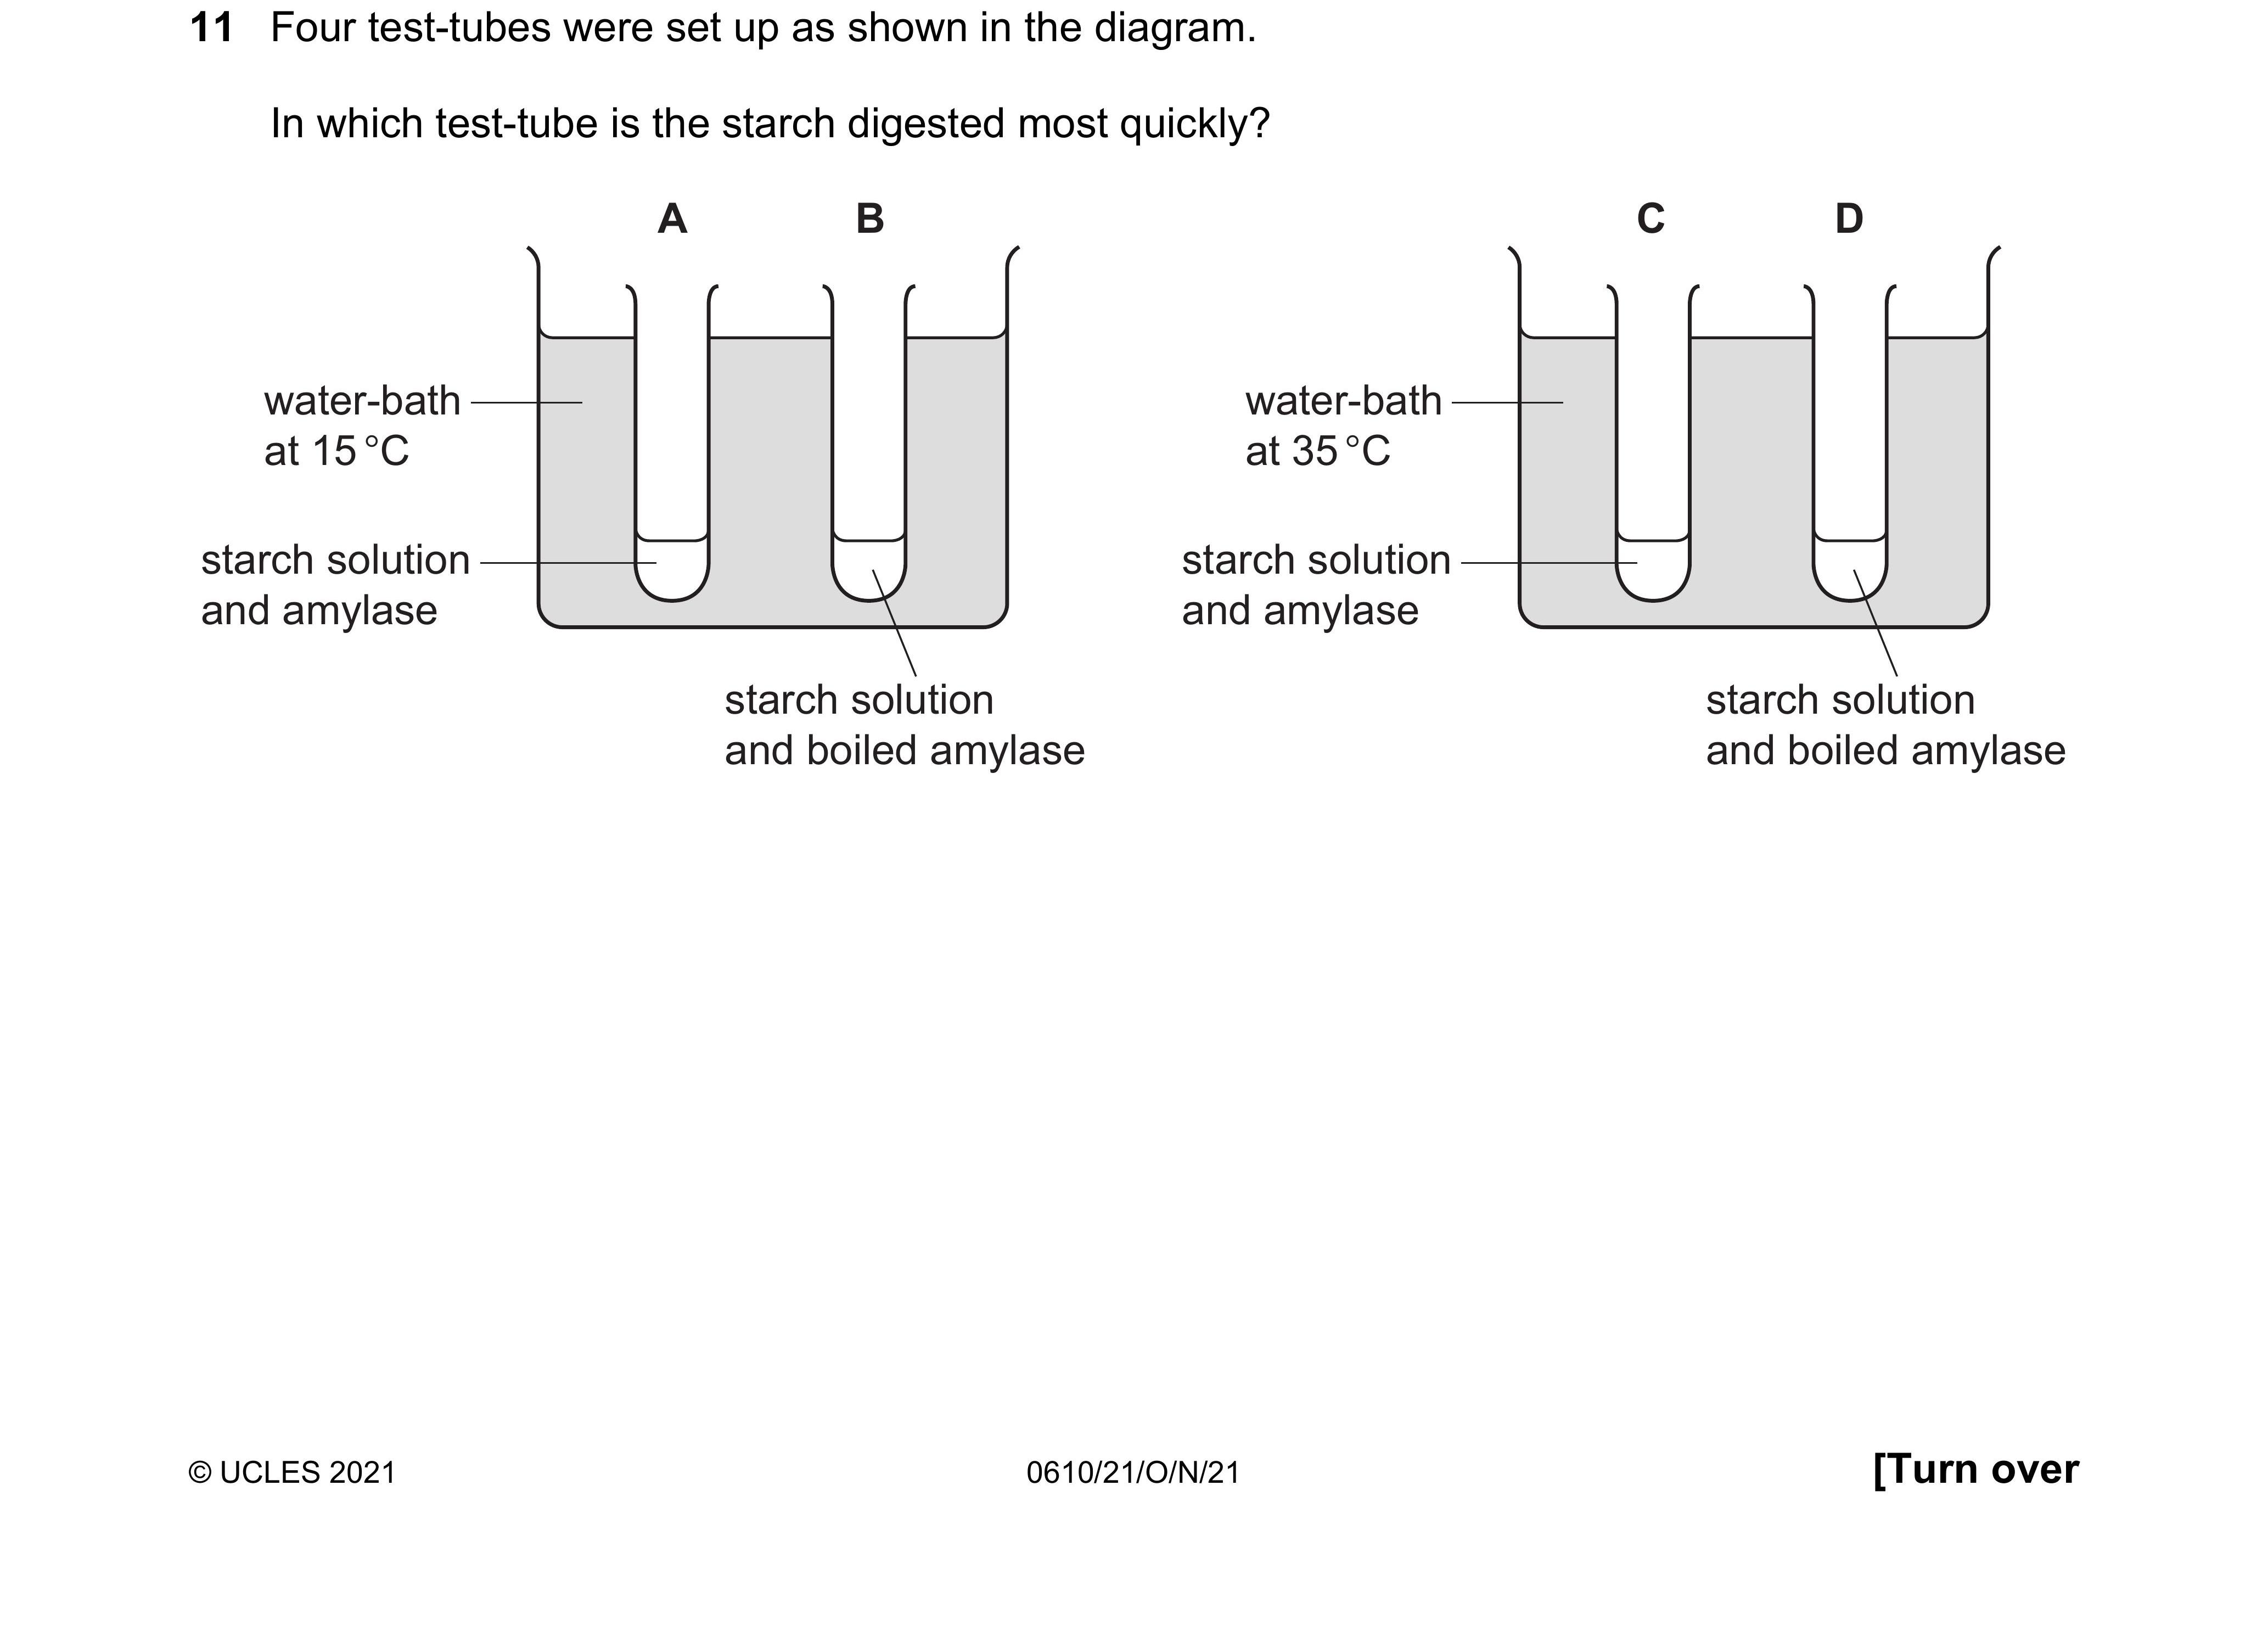 11 Four test-tubes were set up as shown in the diagram.
In which test-tube is the starch digested most quickly?
A B C D
water-bath
at 15 °C
starch solution
and amylase
starch solution
and boiled amylase
water-bath
at 35 °C
starch solution
and amylase
starch solution
and boiled amylase
© UCLES 2021 0610/21/O/N/21 [Turn over